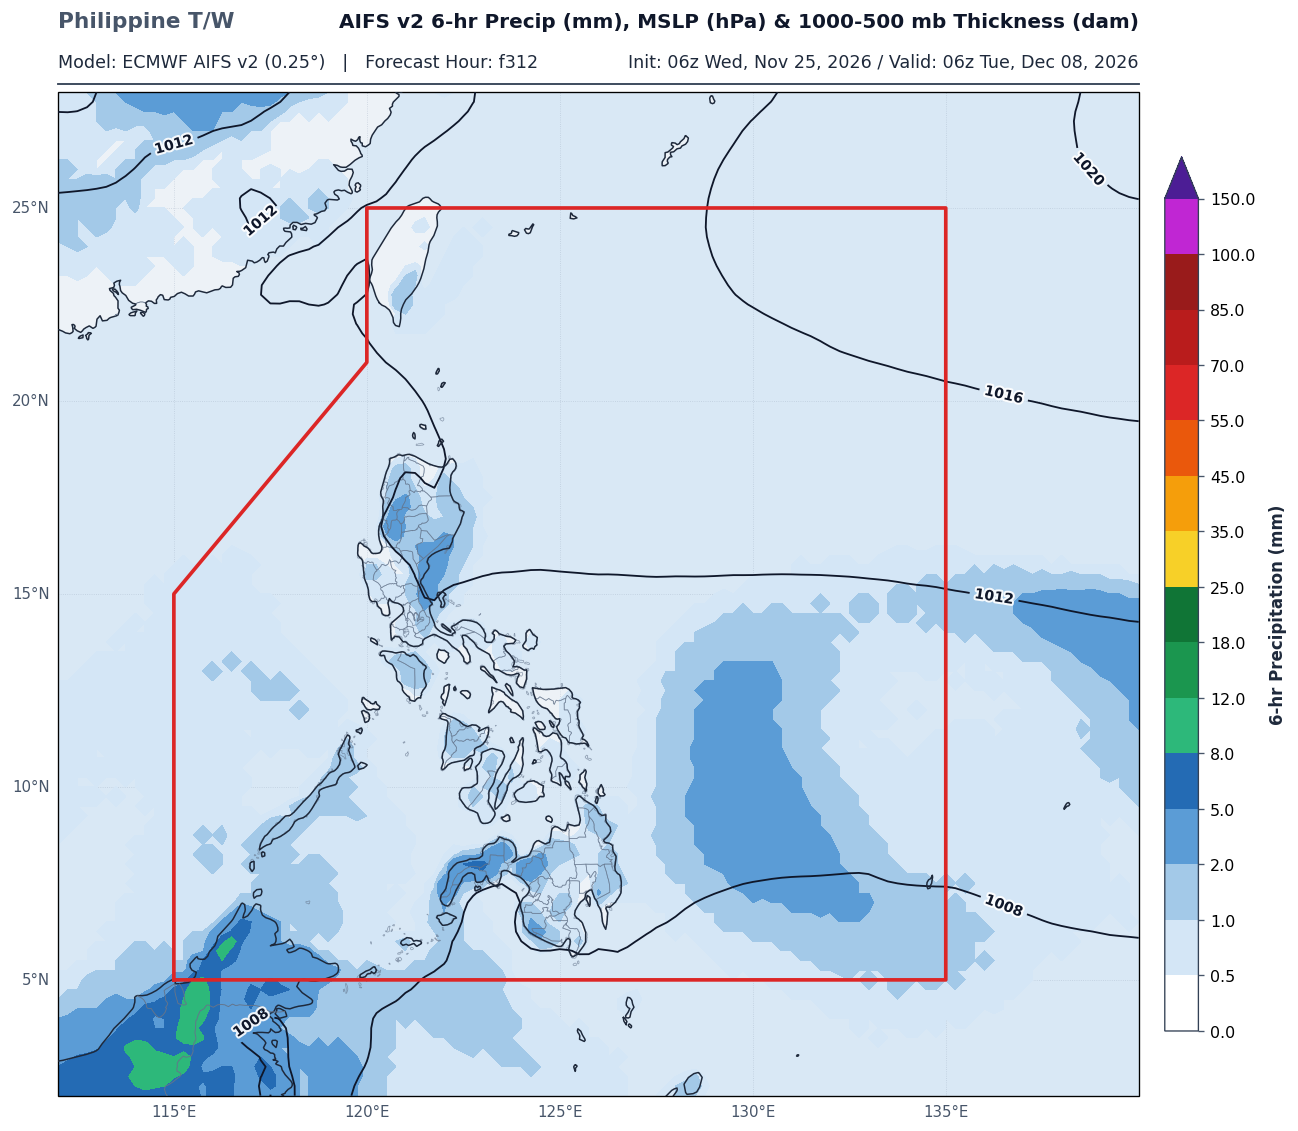 Philippine T/W
AIFS v2 6-hr Precip (mm), MSLP (hPa) & 1000-500 mb Thickness (dam)
Model: ECMWF AIFS v2 (0.25°) | Forecast Hour: f312
Init: 06z Wed, Nov 25, 2026 / Valid: 06z Tue, Dec 08, 2026
1012
1020
1012
1016
1012
1008
1008
25°N
20°N
15°N
10°N
5°N
115°E
120°E
125°E
130°E
135°E
150.0
100.0
85.0
70.0
55.0
45.0
35.0
25.0
18.0
12.0
8.0
5.0
2.0
1.0
0.5
0.0
6-hr Precipitation (mm)